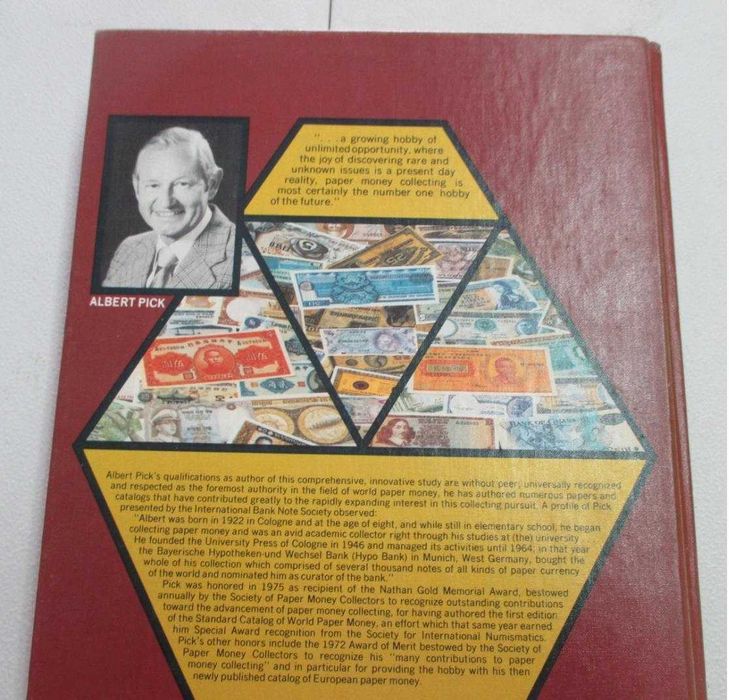 ". . . a growing hobby of
unlimited opportunity, where
the joy of discovering rare and
unknown issues is a present day
reality, paper money collecting is
most certainly the number one hobby
of the future."
ALBERT PICK
Albert Pick's qualifications as author of this comprehensive, innovative study are without peer; universally recognized
and respected as the foremost authority in the field of world paper money, he has authored numerous papers and
catalogs that have contributed greatly to the rapidly expanding interest in this collecting pursuit. A profile of Pick
presented by the International Bank Note Society observed:
"Albert was born in 1922 in Cologne and at the age of eight, and while still in elementary school, he began
collecting paper money and was an avid academic collector right through his studies at (the) university.
He founded the University Press of Cologne in 1946 and managed its activities until 1964; in that year
the Bayerische Hypotheken-und Wechsel Bank (Hypo Bank) in Munich, West Germany, bought the
whole of his collection which comprised of several thousand notes of all kinds of paper currency
of the world and nominated him as curator of the bank."
Pick was honored in 1975 as recipient of the Nathan Gold Memorial Award, bestowed
annually by the Society of Paper Money Collectors to recognize outstanding contributions
toward the advancement of paper money collecting, for having authored the first edition
of the Standard Catalog of World Paper Money, an effort which that same year earned
him Special Award recognition from the Society for International Numismatics.
Pick's other honors include the 1972 Award of Merit bestowed by the Society of
Paper Money Collectors to recognize his "many contributions to paper
money collecting" and in particular for providing the hobby with his then
newly published catalog of European paper money.